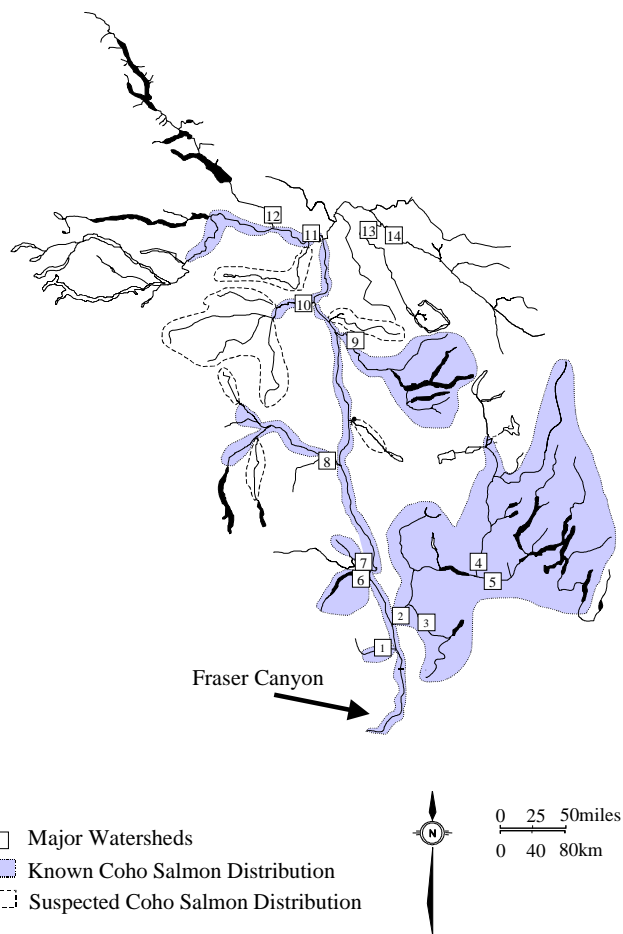 12
11
13
14
10
9
8
7
4
6
5
2
3
1
Fraser Canyon
Major Watersheds
Known Coho Salmon Distribution
Suspected Coho Salmon Distribution
N
0 25 50miles
0 40 80km